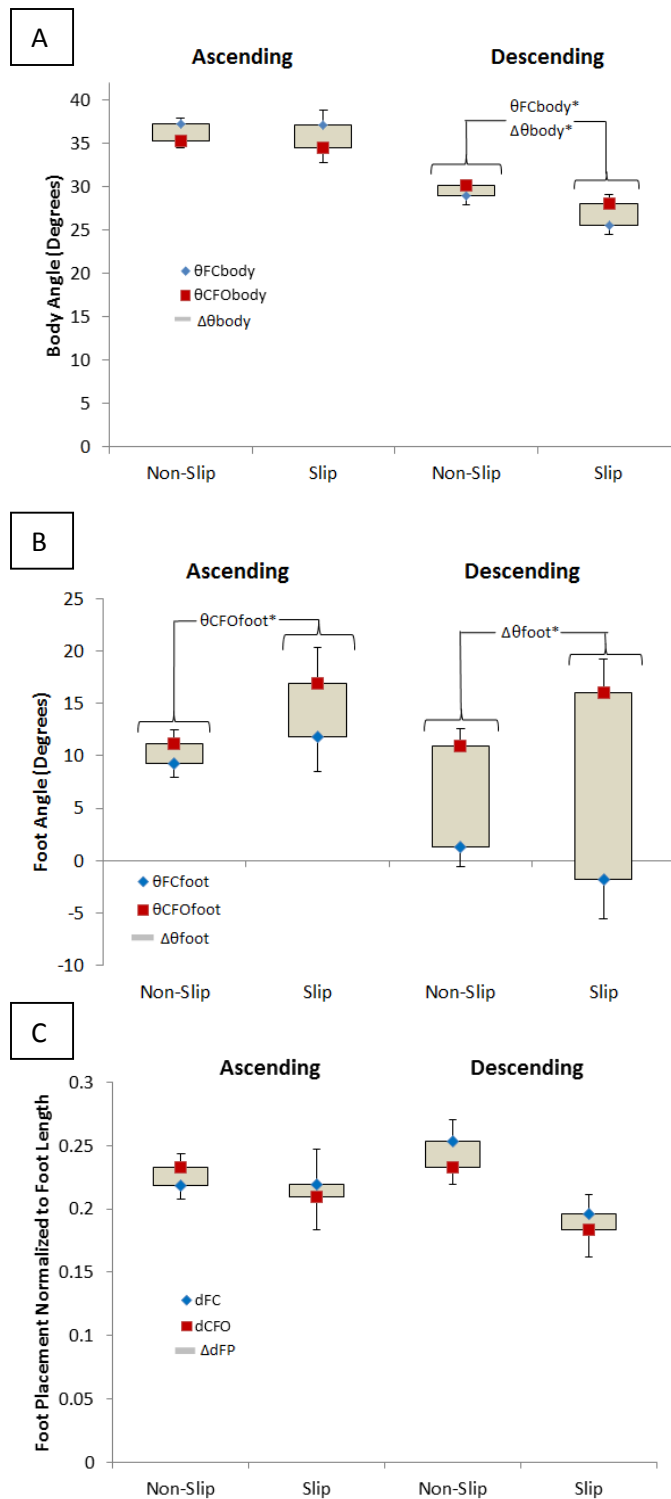 A
Ascending Descending
Body Angle (Degrees)
40
35
30
25
20
15
10
5
0
θFCbody*
Δθbody*
θFCbody
θCFObody
Δθbody
Non-Slip Slip Non-Slip Slip
B
Ascending Descending
Foot Angle (Degrees)
25
20
15
10
5
0
-5
-10
θCFOfoot*
Δθfoot*
θFCfoot
θCFOfoot
Δθfoot
Non-Slip Slip Non-Slip Slip
C
Ascending Descending
Foot Placement Normalized to Foot Length
0.3
0.25
0.2
0.15
0.1
0.05
0
dFC
dCFO
ΔdFP
Non-Slip Slip Non-Slip Slip